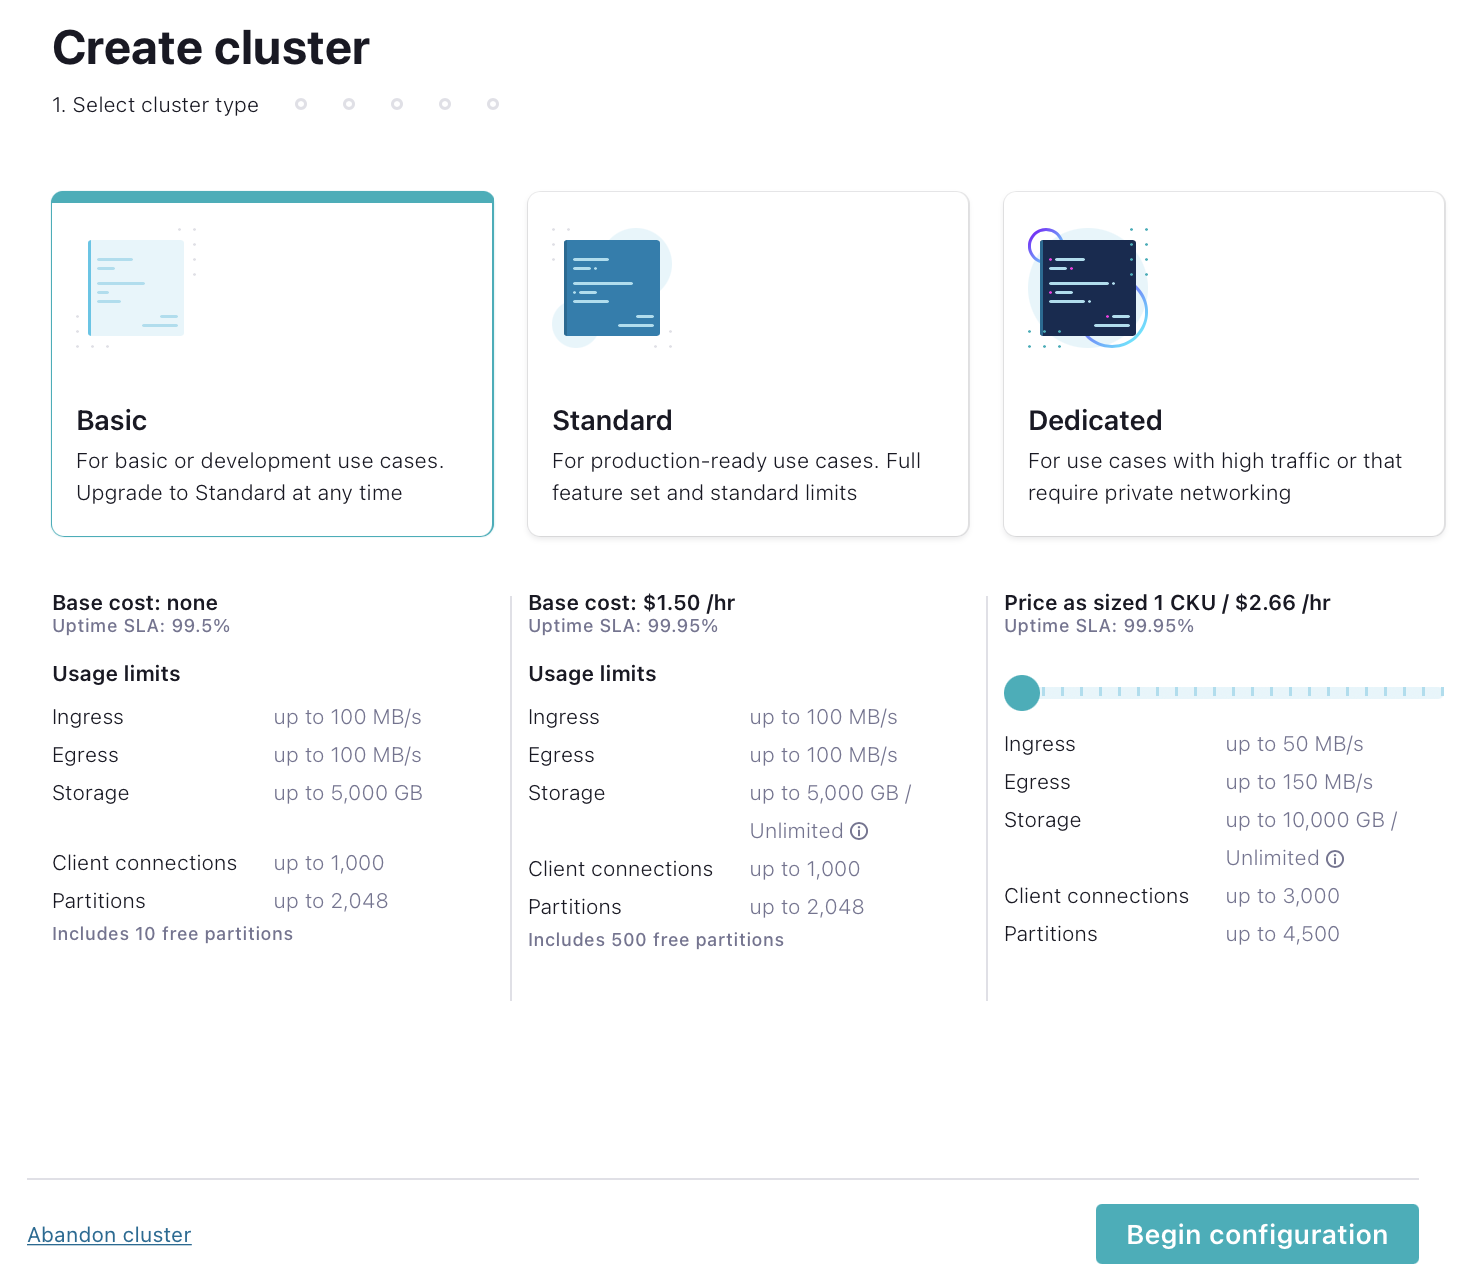 Create cluster
1. Select cluster type
Basic
For basic or development use cases.
Upgrade to Standard at any time
Standard
For production-ready use cases. Full
feature set and standard limits
Dedicated
For use cases with high traffic or that
require private networking
Base cost: none
Uptime SLA: 99.5%
Usage limits
Ingress up to 100 MB/s
Egress up to 100 MB/s
Storage up to 5,000 GB
Client connections up to 1,000
Partitions up to 2,048
Includes 10 free partitions
Base cost: $1.50 /hr
Uptime SLA: 99.95%
Usage limits
Ingress up to 100 MB/s
Egress up to 100 MB/s
Storage up to 5,000 GB /
Unlimited
Client connections up to 1,000
Partitions up to 2,048
Includes 500 free partitions
Price as sized 1 CKU / $2.66 /hr
Uptime SLA: 99.95%
Ingress up to 50 MB/s
Egress up to 150 MB/s
Storage up to 10,000 GB /
Unlimited
Client connections up to 3,000
Partitions up to 4,500
Abandon cluster
Begin configuration